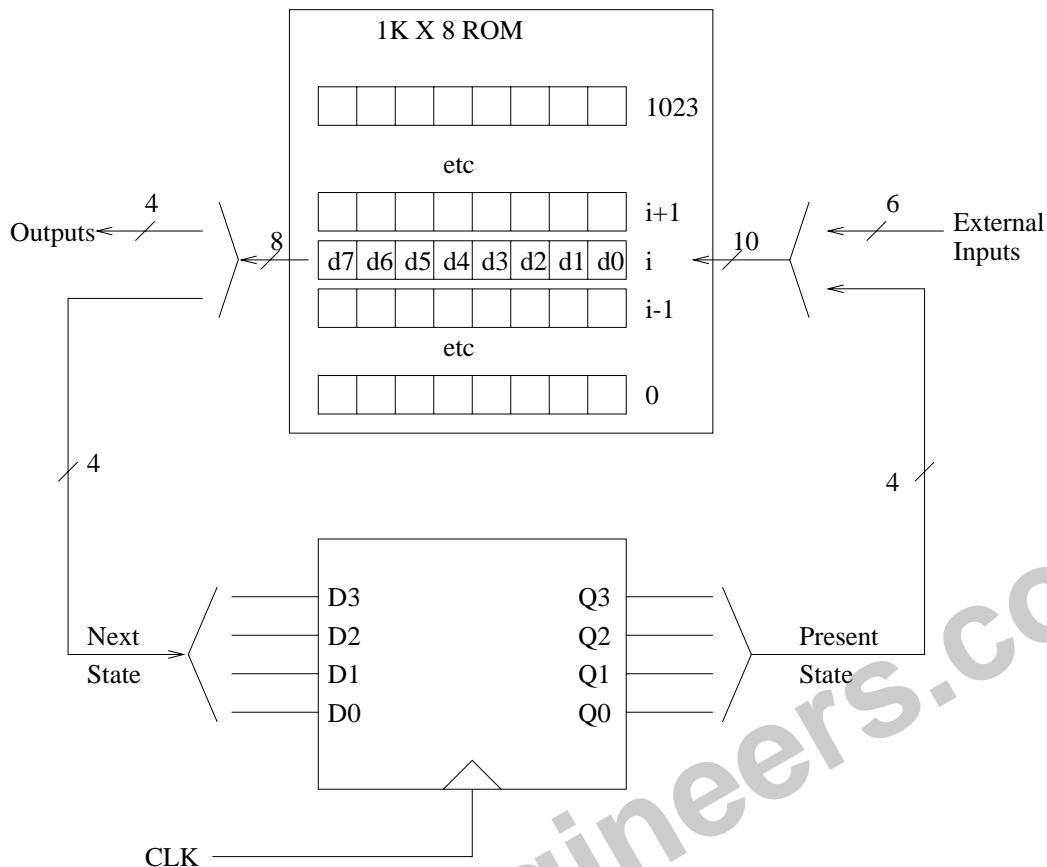 1K X 8 ROM
1023
etc
4
6
i+1
Outputs
External
Inputs
8
d7 d6 d5 d4 d3 d2 d1 d0
i
10
i-1
etc
0
4
4
D3
Q3
Next
State
D2
Q2
Present
State
D1
Q1
D0
Q0
CLK
gineers.co